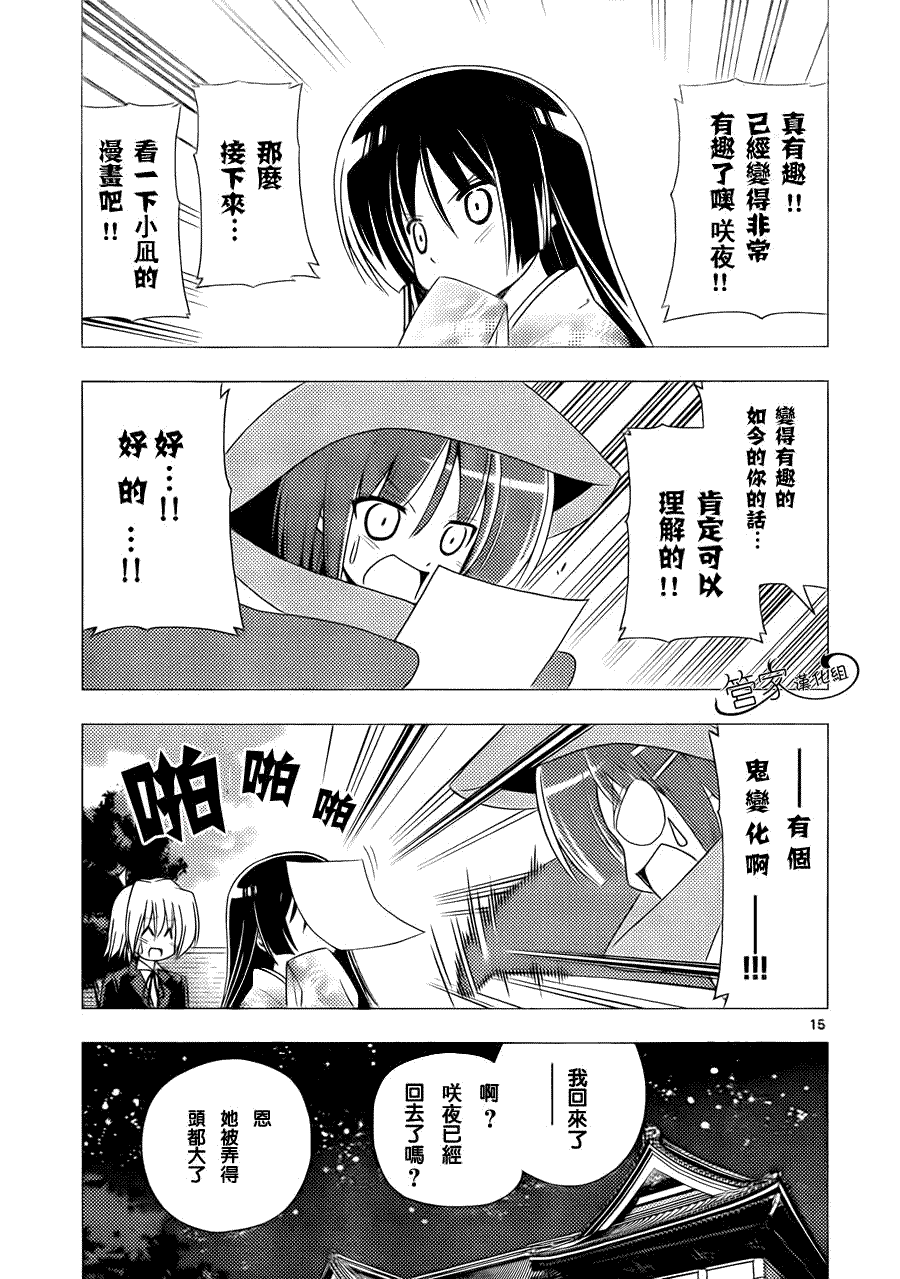 真有趣!!
已經變得非常
有趣了噢 咲夜!!
那麼
接下來…
看一下小凪的
漫畫吧!!
變得有趣的
如今的你的話…
肯定可以
理解的!!
好…!!
好的…!!
管家漢化組
——有個
鬼變化啊——!!!
啪
啪
啪
15
我回來了
——
啊?
咲夜已經
回去了嗎?
恩
她被弄得
頭都大了